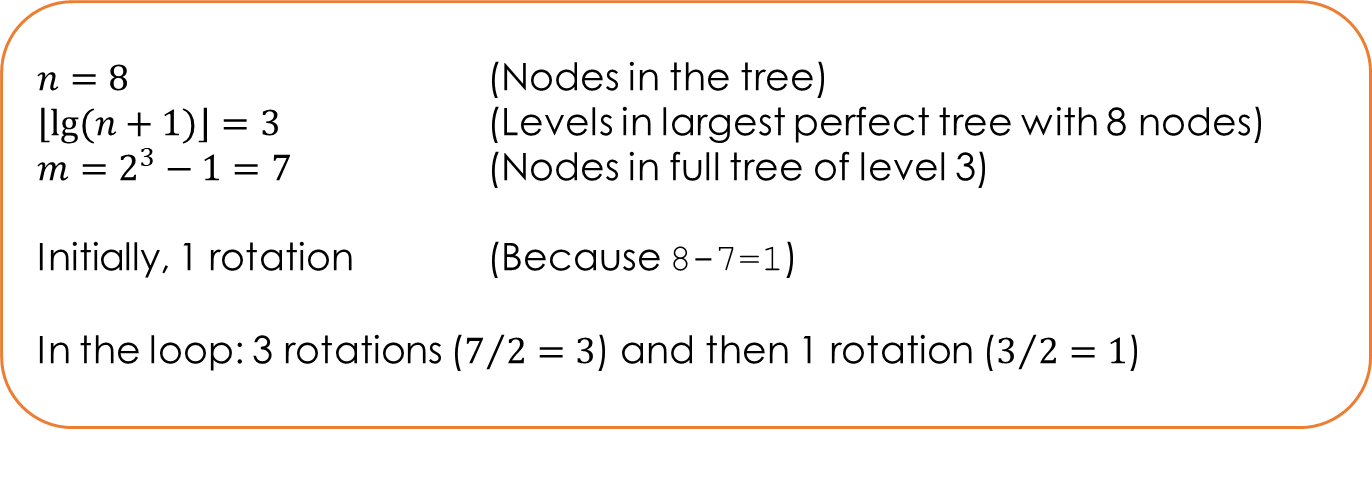 n = 8 (Nodes in the tree)
⌊lg(n + 1)⌋ = 3 (Levels in largest perfect tree with 8 nodes)
m = 2³ − 1 = 7 (Nodes in full tree of level 3)
Initially, 1 rotation (Because 8-7=1)
In the loop: 3 rotations (7/2 = 3) and then 1 rotation (3/2 = 1)